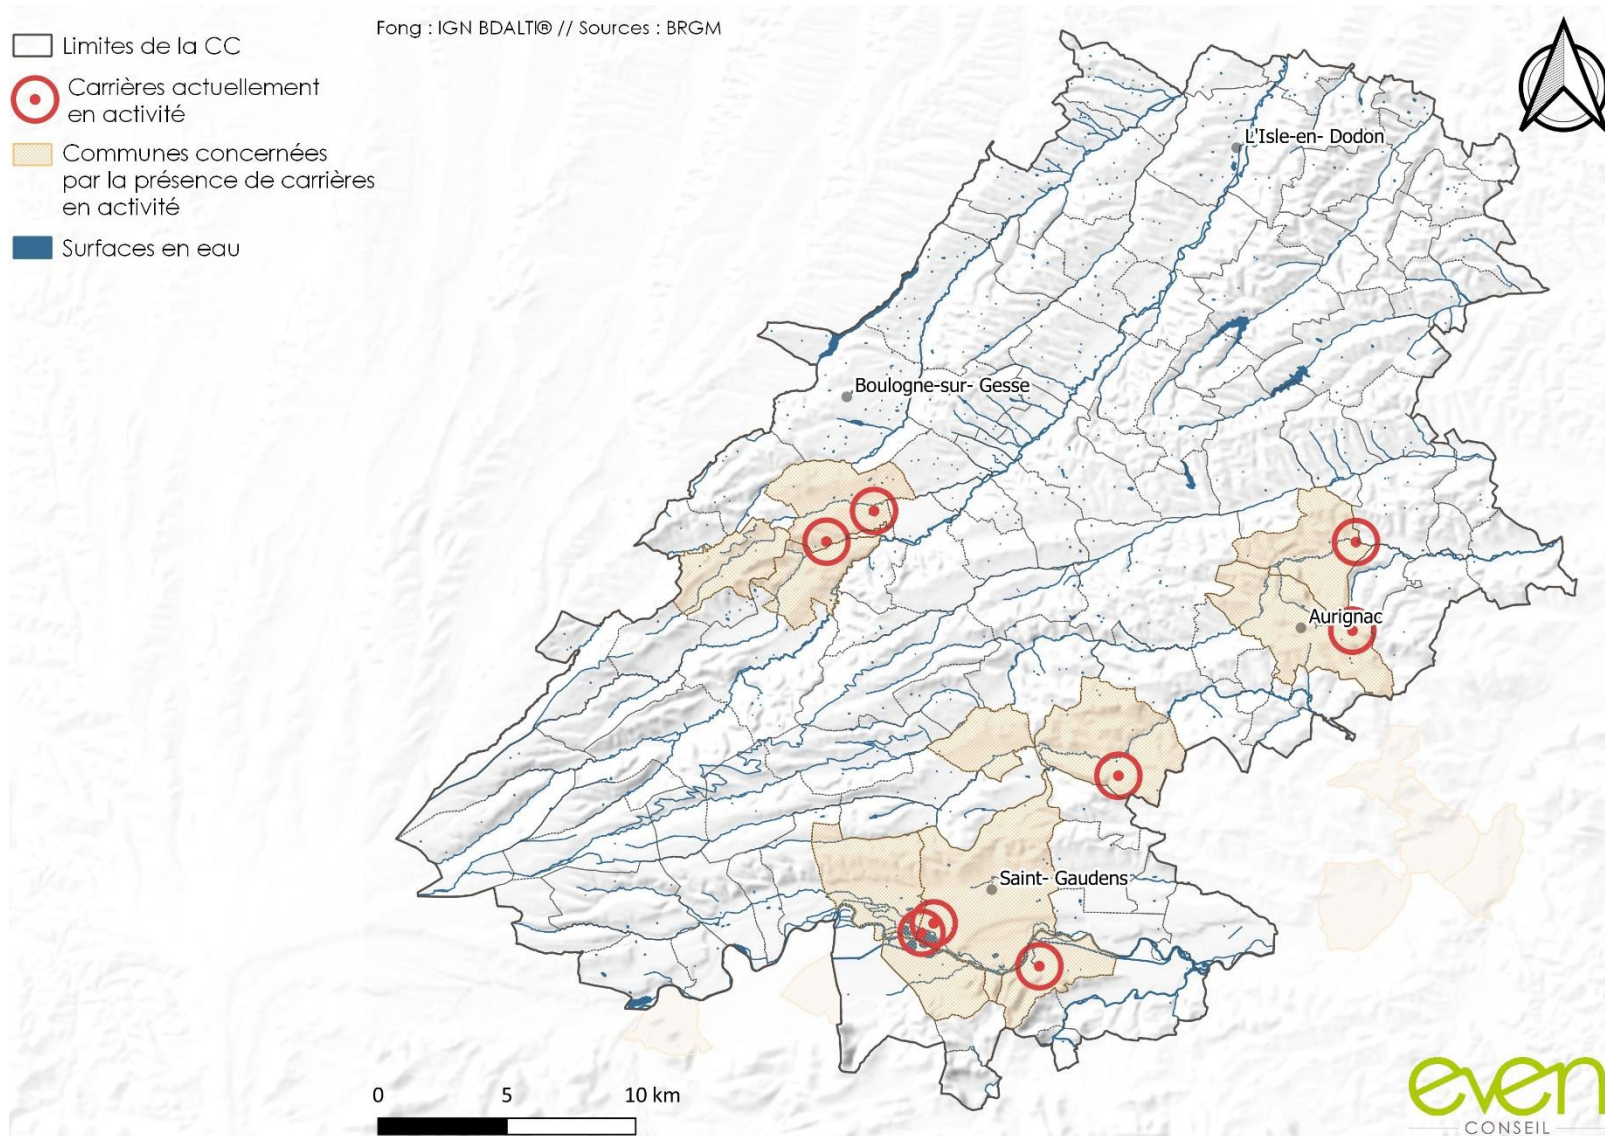 Fong : IGN BDALTI® // Sources : BRGM
Limites de la CC
Carrières actuellement
en activité
Communes concernées
par la présence de carrières
en activité
Surfaces en eau
L'Isle-en- Dodon
Boulogne-sur- Gesse
Aurignac
Saint- Gaudens
0 5 10 km
even
CONSEIL